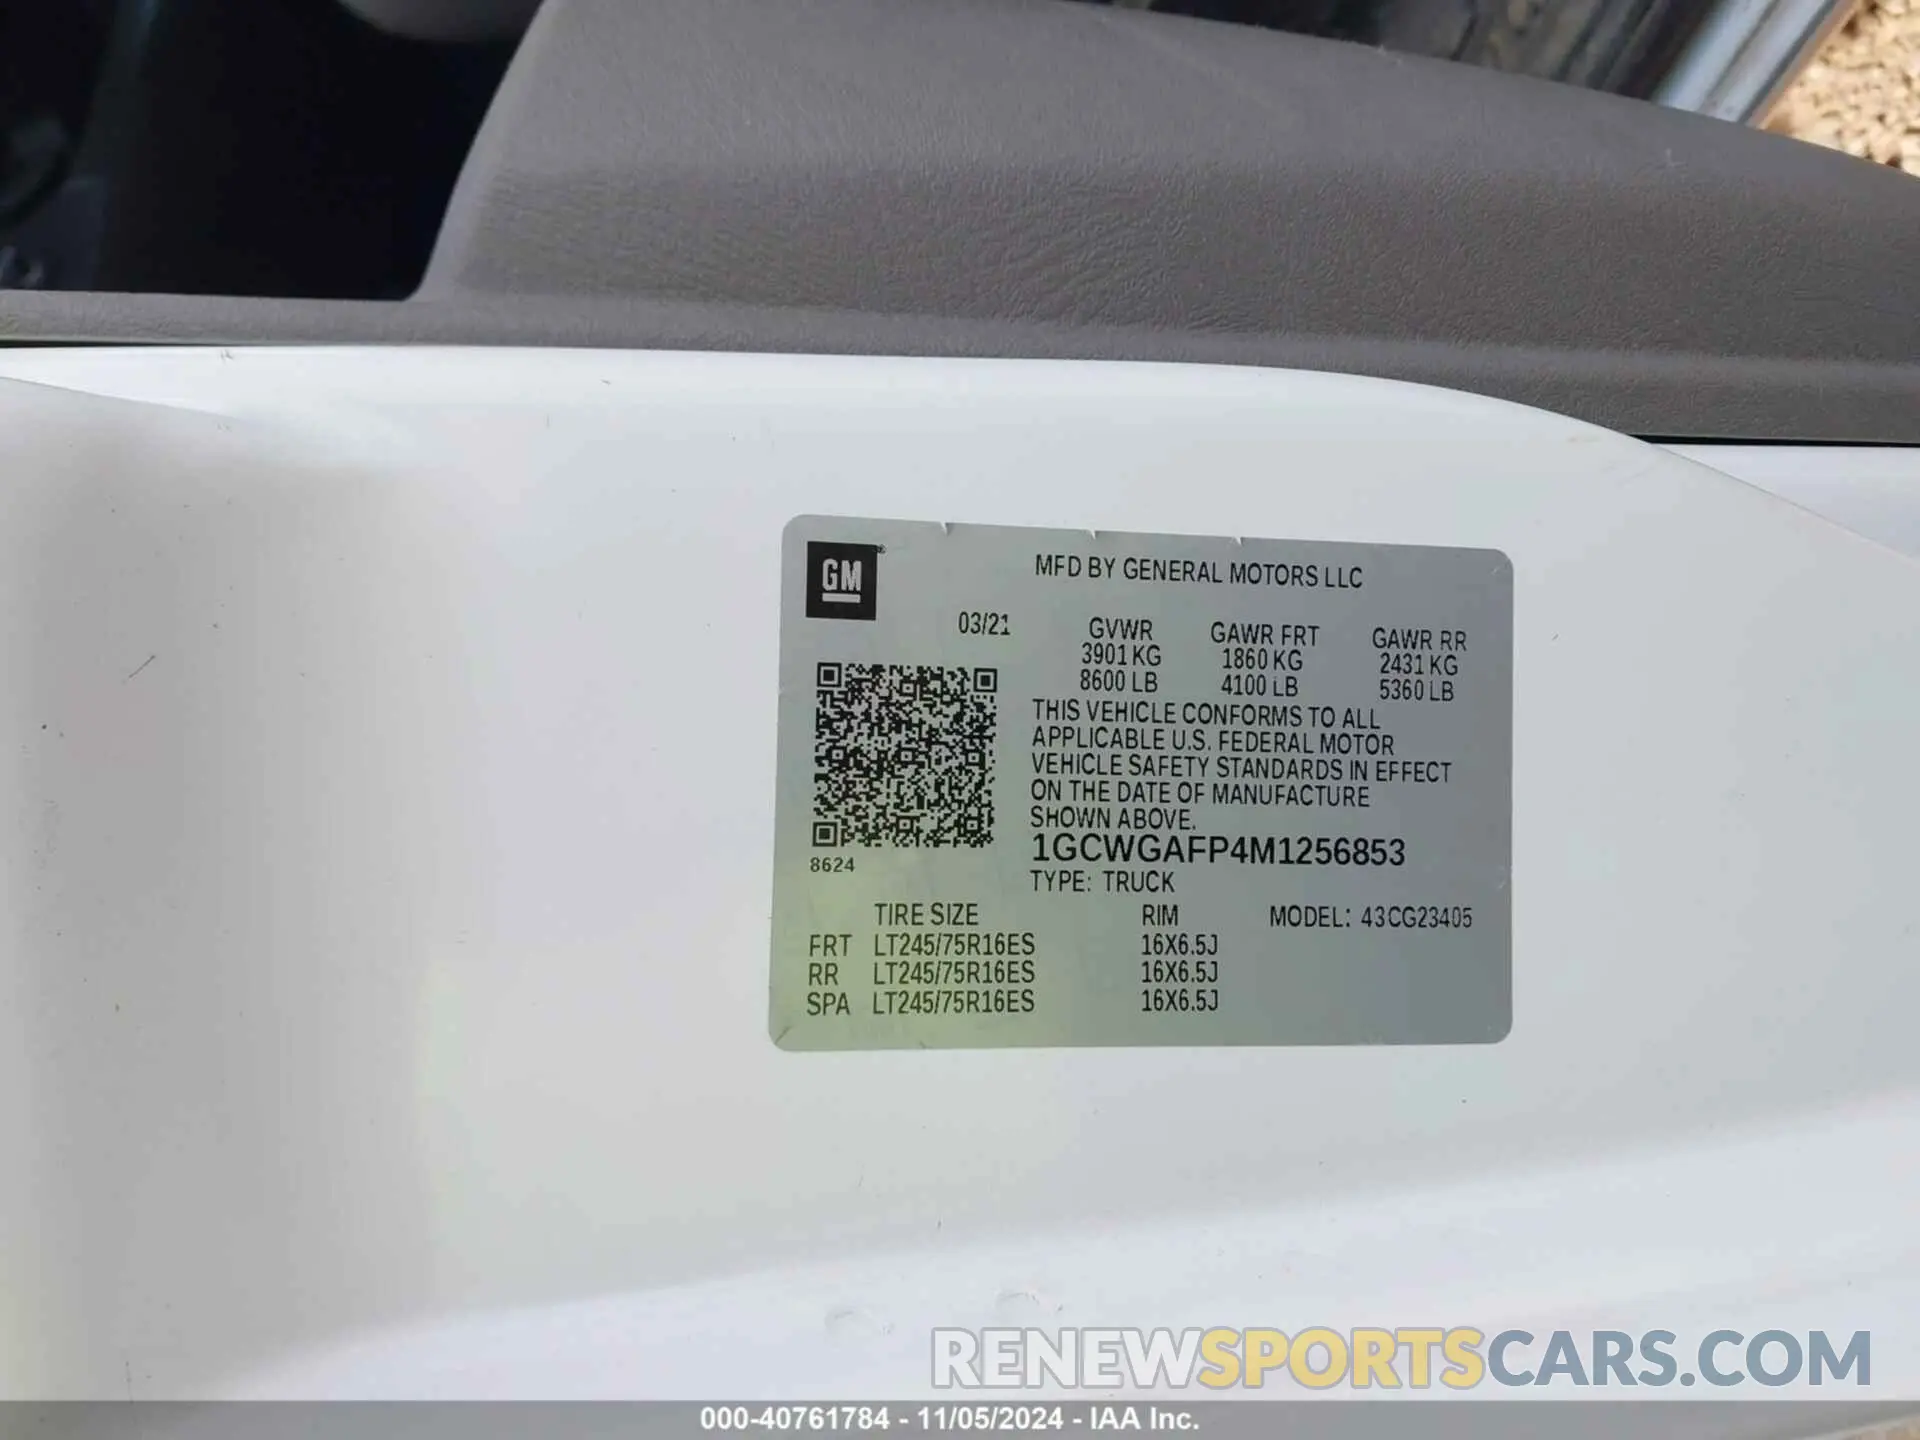 GM
MFD BY GENERAL MOTORS LLC
03/21
GVWR GAWR FRT GAWR RR
3901 KG 1860 KG 2431 KG
8600 LB 4100 LB 5360 LB
THIS VEHICLE CONFORMS TO ALL
APPLICABLE U.S. FEDERAL MOTOR
VEHICLE SAFETY STANDARDS IN EFFECT
ON THE DATE OF MANUFACTURE
SHOWN ABOVE.
1GCWGAFP4M1256853
8624
TYPE: TRUCK
TIRE SIZE RIM MODEL: 43CG23405
FRT LT245/75R16ES 16X6.5J
RR LT245/75R16ES 16X6.5J
SPA LT245/75R16ES 16X6.5J
RENEWSPORTSCARS.COM
000-40761784 - 11/05/2024 - IAA Inc.